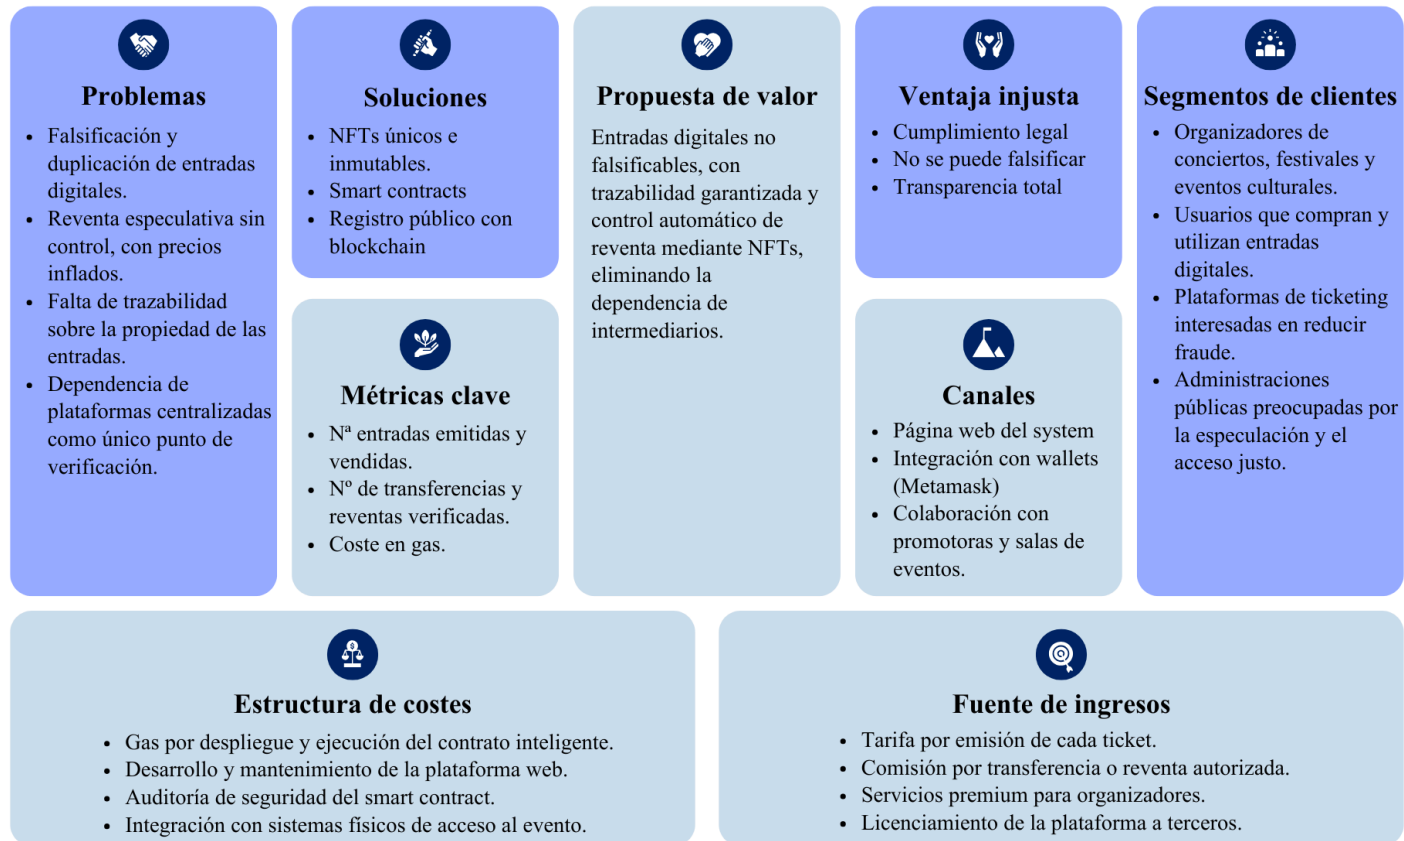 Problemas
• Falsificación y
duplicación de entradas
digitales.
• Reventa especulativa sin
control, con precios
inflados.
• Falta de trazabilidad
sobre la propiedad de las
entradas.
• Dependencia de
plataformas centralizadas
como único punto de
verificación.
Soluciones
• NFTs únicos e
inmutables.
• Smart contracts
• Registro público con
blockchain
Métricas clave
• Nª entradas emitidas y
vendidas.
• Nº de transferencias y
reventas verificadas.
• Coste en gas.
Propuesta de valor
Entradas digitales no
falsificables, con
trazabilidad garantizada y
control automático de
reventa mediante NFTs,
eliminando la
dependencia de
intermediarios.
Ventaja injusta
• Cumplimiento legal
• No se puede falsificar
• Transparencia total
Canales
• Página web del system
• Integración con wallets
(Metamask)
• Colaboración con
promotoras y salas de
eventos.
Segmentos de clientes
• Organizadores de
conciertos, festivales y
eventos culturales.
• Usuarios que compran y
utilizan entradas
digitales.
• Plataformas de ticketing
interesadas en reducir
fraude.
• Administraciones
públicas preocupadas por
la especulación y el
acceso justo.
Estructura de costes
• Gas por despliegue y ejecución del contrato inteligente.
• Desarrollo y mantenimiento de la plataforma web.
• Auditoría de seguridad del smart contract.
• Integración con sistemas físicos de acceso al evento.
Fuente de ingresos
• Tarifa por emisión de cada ticket.
• Comisión por transferencia o reventa autorizada.
• Servicios premium para organizadores.
• Licenciamiento de la plataforma a terceros.